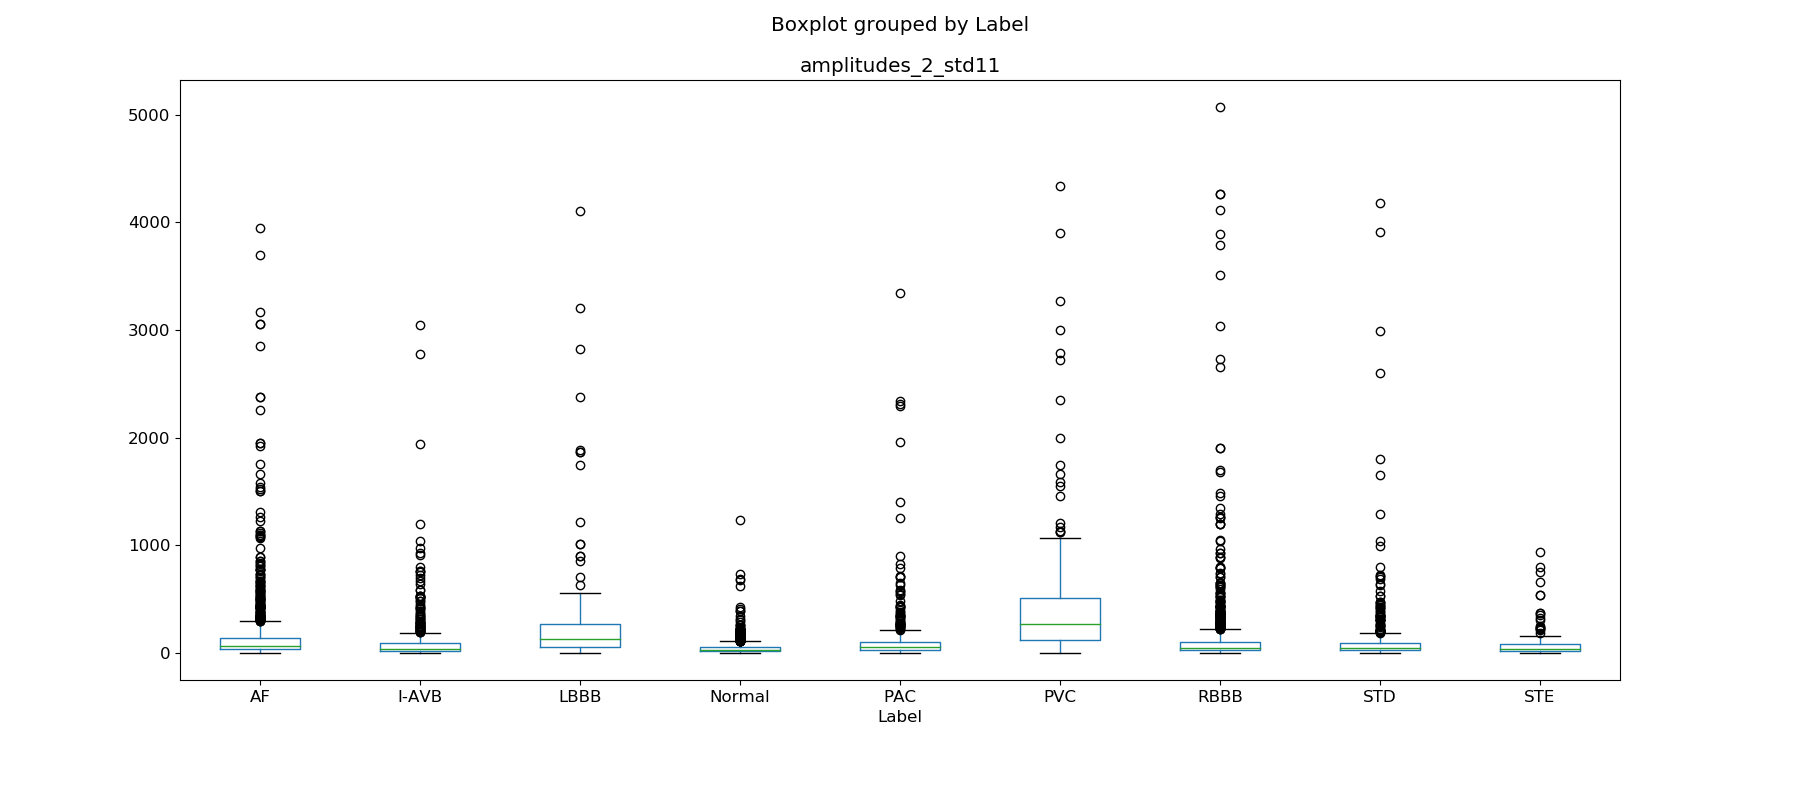 Boxplot grouped by Label
amplitudes_2_std11
5000
4000
3000
2000
1000
0
AF I-AVB LBBB Normal PAC PVC RBBB STD STE
Label